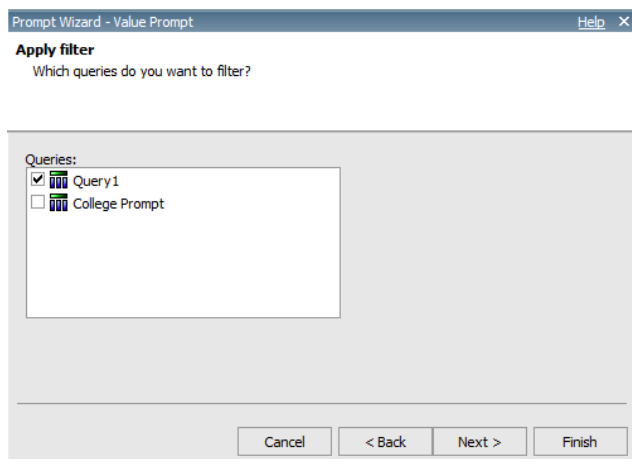 Prompt Wizard - Value Prompt Help X
Apply filter
Which queries do you want to filter?
Queries:
Query1
College Prompt
Cancel < Back Next > Finish